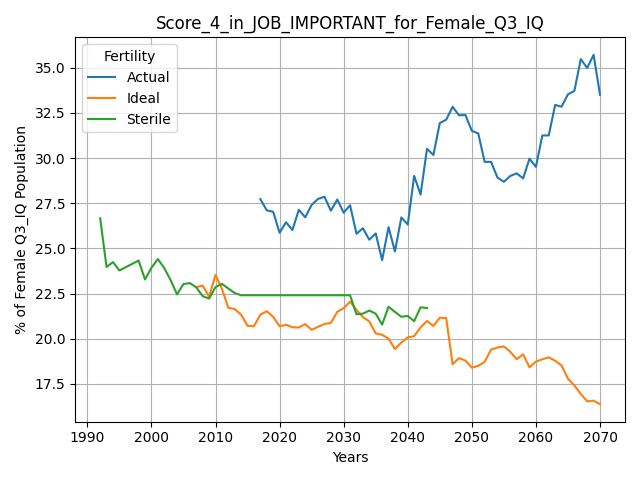 Score_4_in_JOB_IMPORTANT_for_Female_Q3_IQ
Fertility
Actual
Ideal
Sterile
% of Female Q3_IQ Population
35.0
32.5
30.0
27.5
25.0
22.5
20.0
17.5
1990
2000
2010
2020
2030
2040
2050
2060
2070
Years